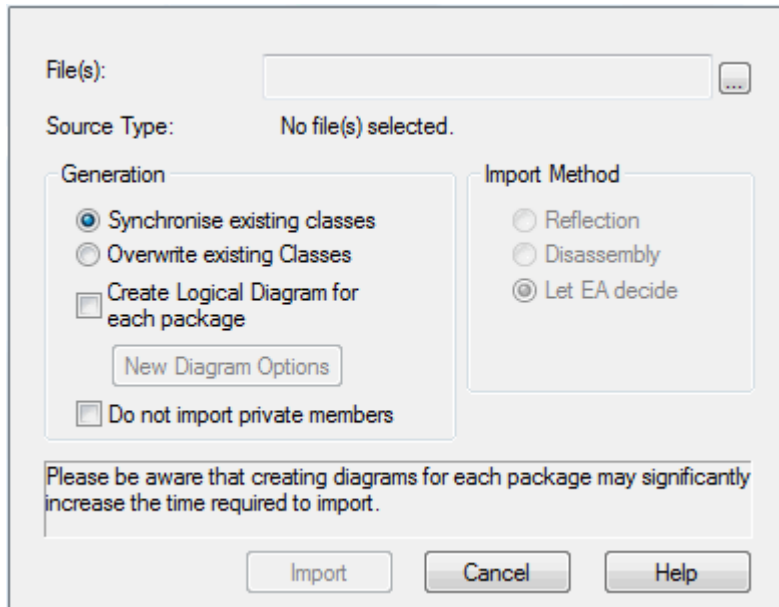 File(s):
...
Source Type: No file(s) selected.
Generation
Synchronise existing classes
Overwrite existing Classes
Create Logical Diagram for
each package
New Diagram Options
Do not import private members
Import Method
Reflection
Disassembly
Let EA decide
Please be aware that creating diagrams for each package may significantly
increase the time required to import.
Import Cancel Help